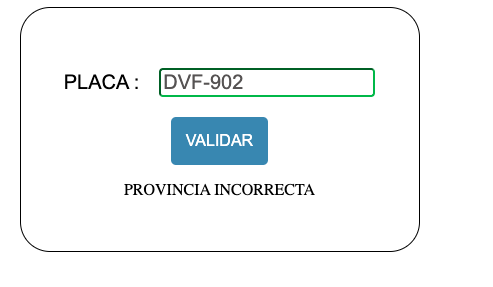 PLACA : DVF-902
VALIDAR
PROVINCIA INCORRECTA